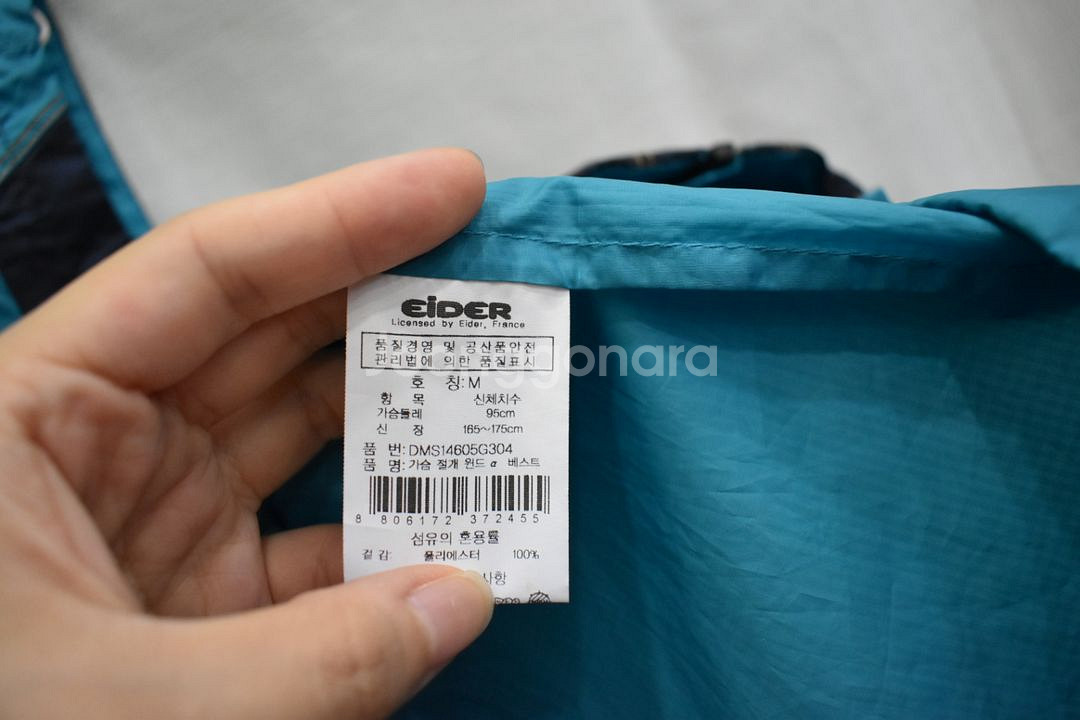 EiDER
Licensed by Eider, France
품질경영 및 공산품안전
관리법에 의한 품질표시
호 칭: M
항 목 신체치수
가슴둘레 95cm
신 장 165~175cm
품 번: DMS14605G304
품 명: 가슴 절개 윈드 α 베스트
8 806172 372455
섬유의 혼용률
겉감: 폴리에스터 100%
사항